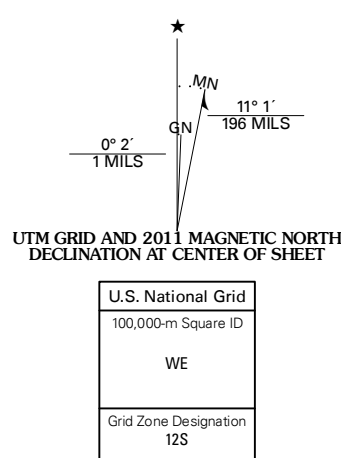 ★
MN
GN
11° 1´
196 MILS
0° 2´
1 MILS
UTM GRID AND 2011 MAGNETIC NORTH
DECLINATION AT CENTER OF SHEET
U.S. National Grid
100,000-m Square ID
WE
Grid Zone Designation
12S